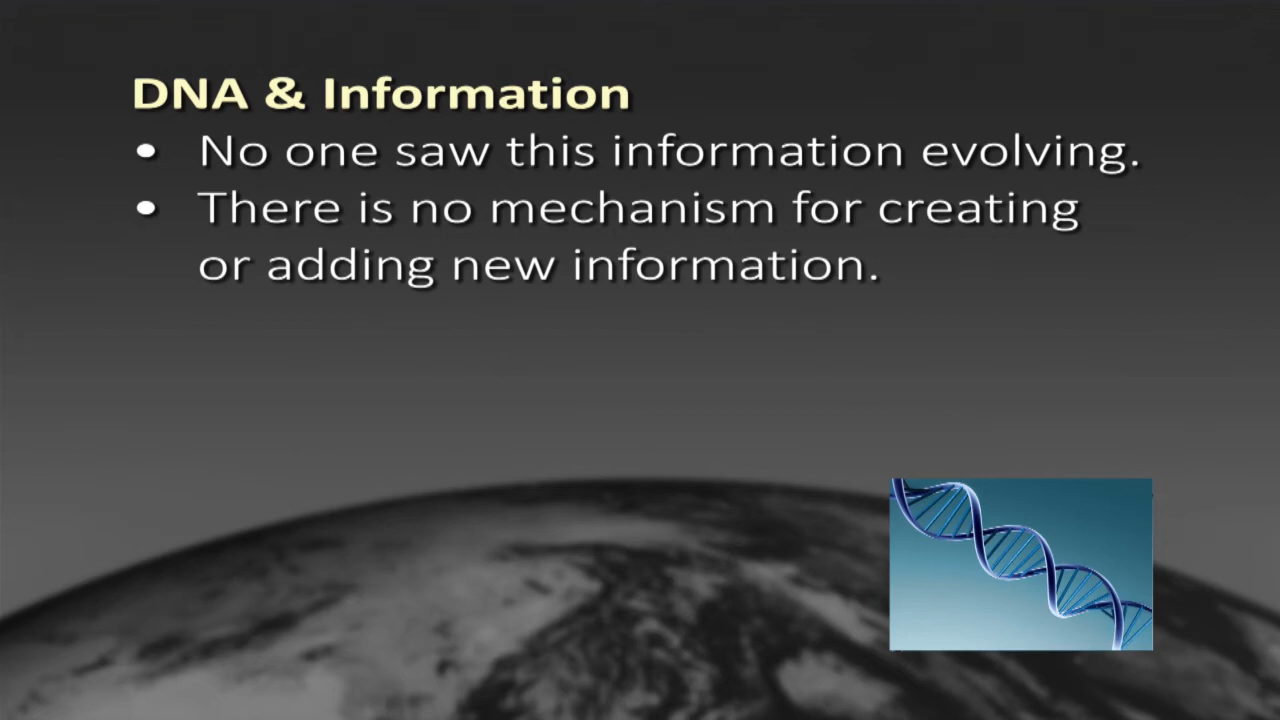 DNA & Information
• No one saw this information evolving.
• There is no mechanism for creating
or adding new information.